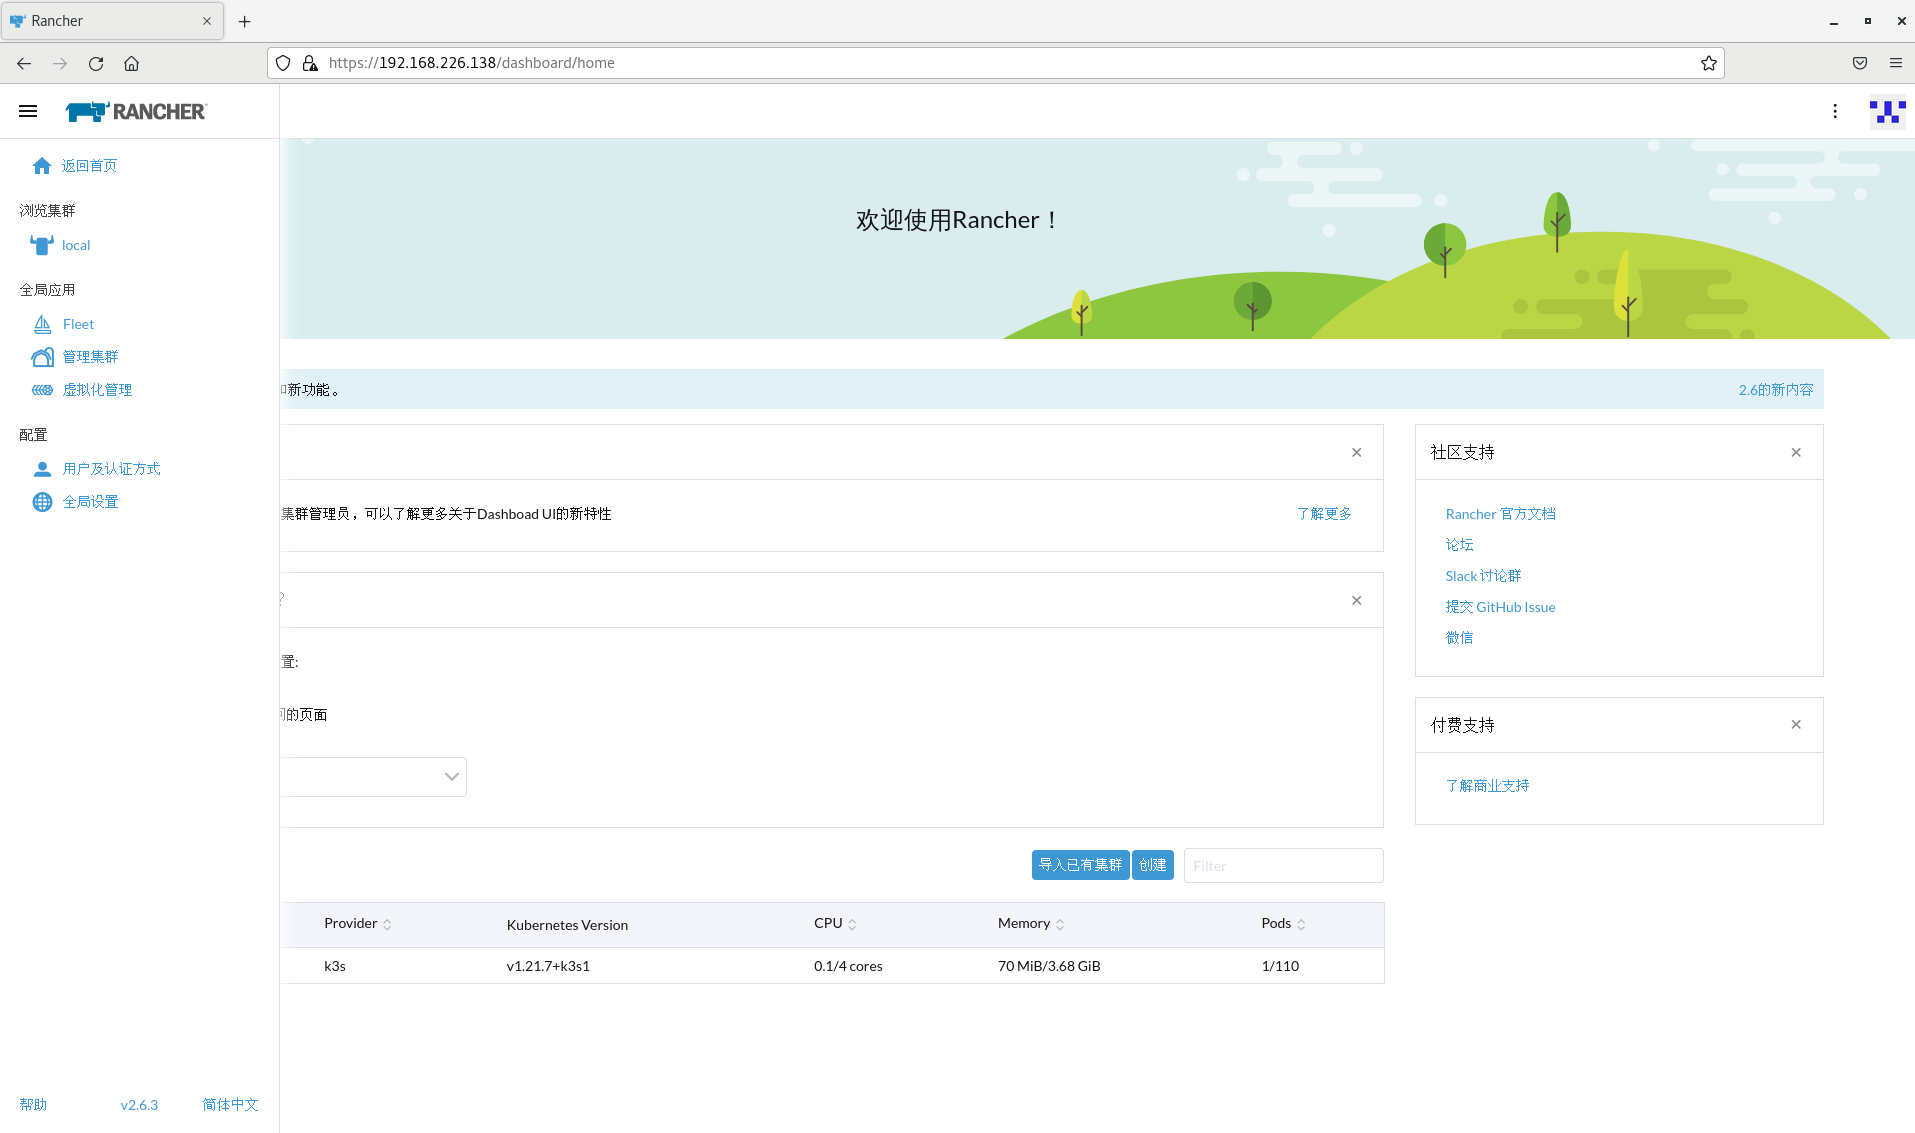 Rancher
https://192.168.226.138/dashboard/home
RANCHER
返回首页
浏览集群
local
全局应用
Fleet
管理集群
虚拟化管理
配置
用户及认证方式
全局设置
帮助 v2.6.3 简体中文
欢迎使用Rancher！
新功能。 2.6的新内容
集群管理员，可以了解更多关于Dashboad UI的新特性 了解更多
?
置:
的页面
导入已有集群 创建 Filter
Provider Kubernetes Version CPU Memory Pods
k3s v1.21.7+k3s1 0.1/4 cores 70 MiB/3.68 GiB 1/110
社区支持
Rancher 官方文档
论坛
Slack 讨论群
提交 GitHub Issue
微信
付费支持
了解商业支持